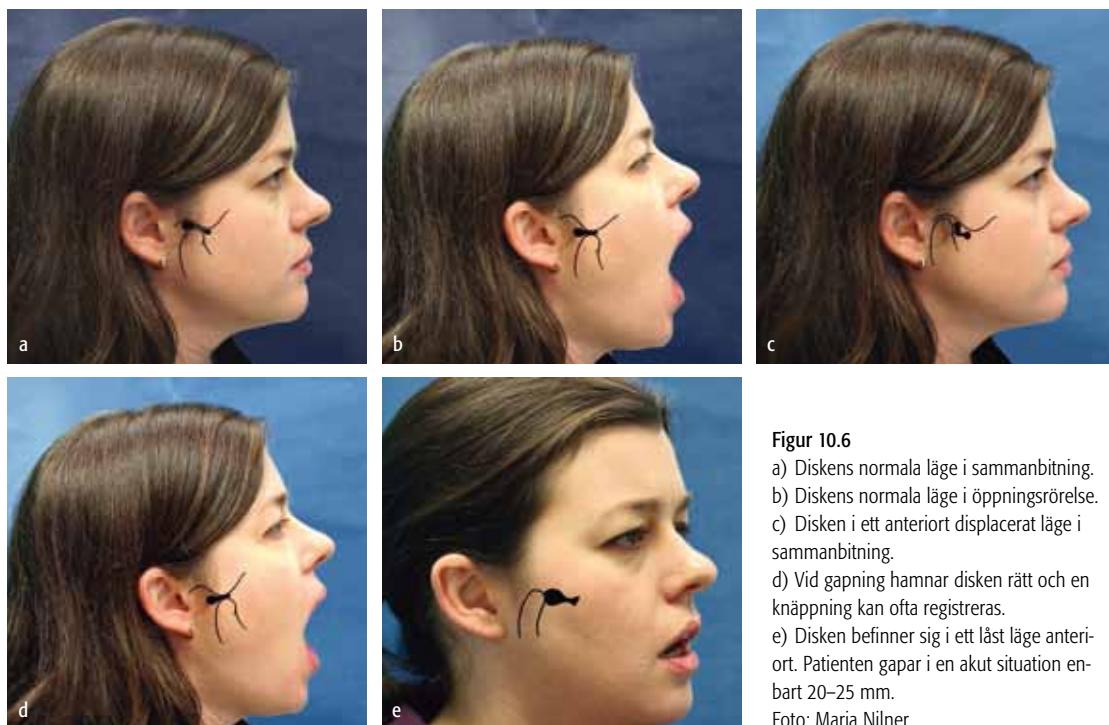 a
b
c
d
e
Figur 10.6
a) Diskens normala läge i sammanbitning.
b) Diskens normala läge i öppningsrörelse.
c) Disken i ett anteriort displacerat läge i
sammanbitning.
d) Vid gapning hamnar disken rätt och en
knäppning kan ofta registreras.
e) Disken befinner sig i ett låst läge anteri-
ort. Patienten gapar i en akut situation en-
bart 20–25 mm.
Foto: Maria Nilner